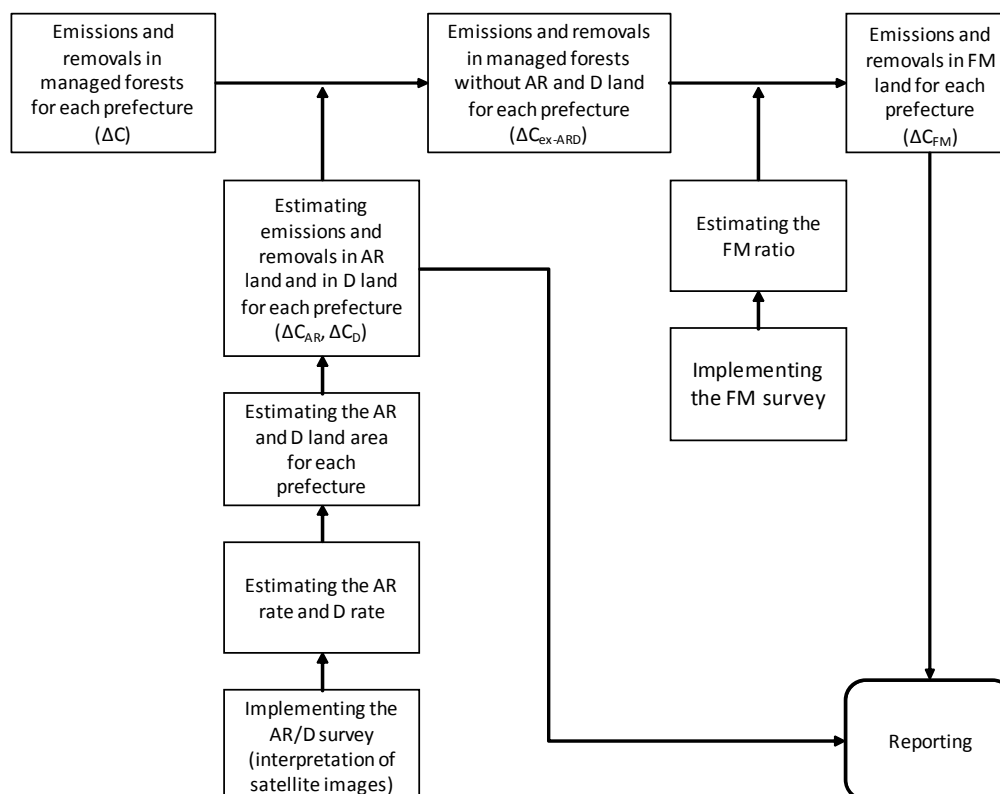 Emissions and
removals in
managed forests
for each prefecture
(ΔC)
Emissions and removals
in managed forests
without AR and D land
for each prefecture
(ΔCex-ARD)
Emissions and
removals in FM
land for each
prefecture
(ΔCFM)
Estimating
emissions and
removals in AR
land and in D land
for each prefecture
(ΔCAR, ΔCD)
Estimating the
FM ratio
Implementing
the FM survey
Estimating the AR
and D land area
for each
prefecture
Estimating the AR
rate and D rate
Implementing the
AR/D survey
(interpretation of
satellite images)
Reporting